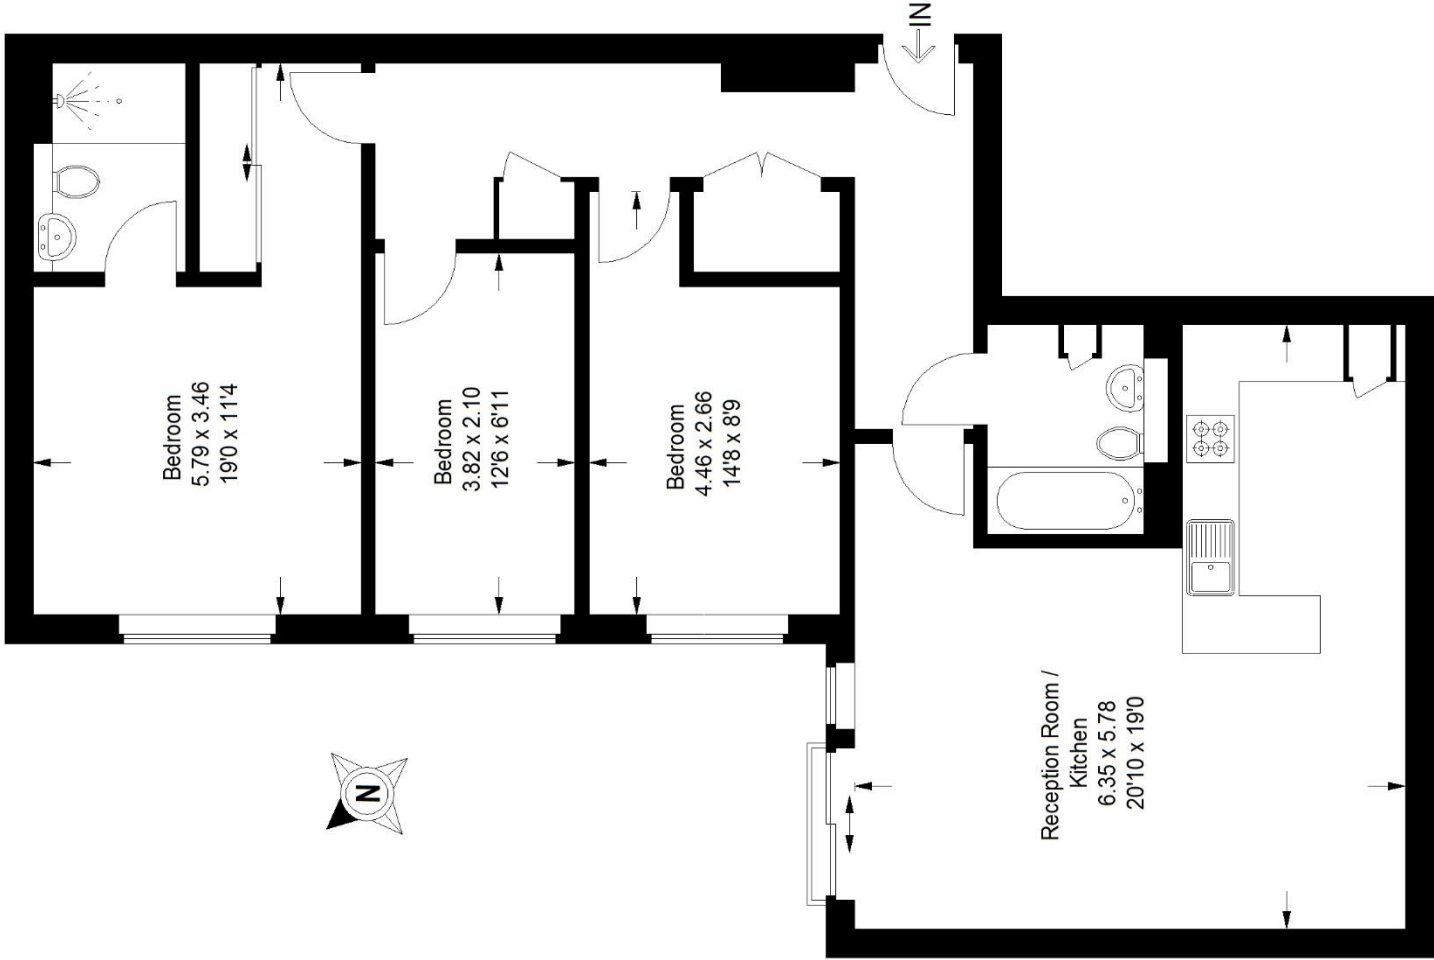 IN
Bedroom
5.79 x 3.46
19'0 x 11'4
Bedroom
3.82 x 2.10
12'6 x 6'11
Bedroom
4.46 x 2.66
14'8 x 8'9
Reception Room /
Kitchen
6.35 x 5.78
20'10 x 19'0
N